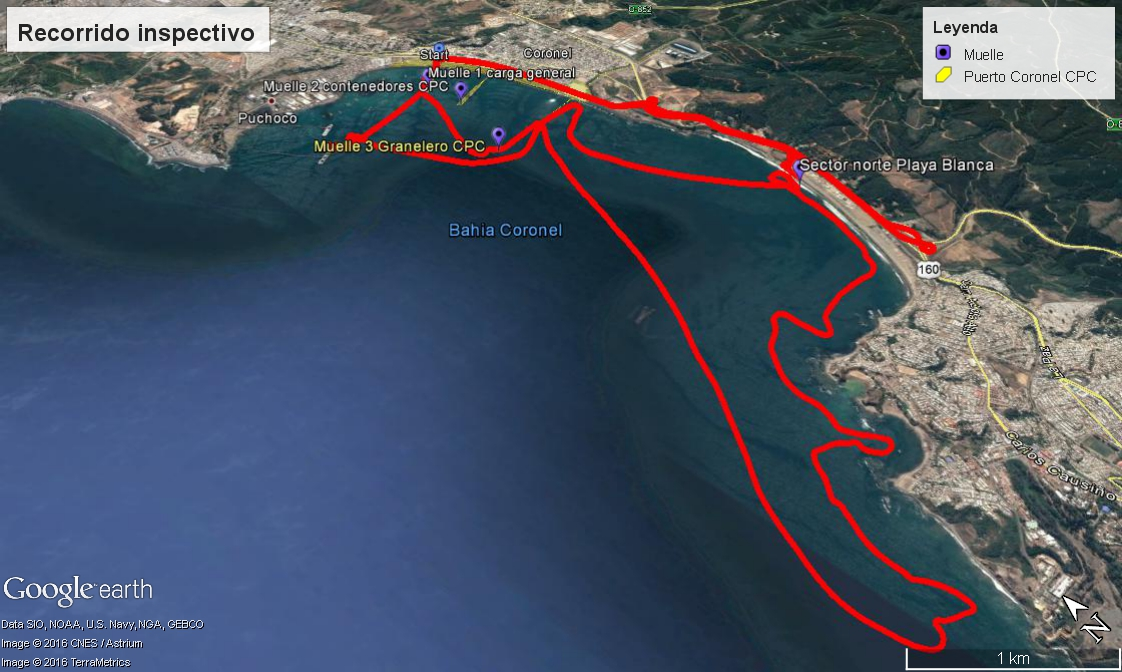 Recorrido inspectivo
O-852
Leyenda
Muelle
Puerto Coronel CPC
Start
Coronel
Muelle 1 carga general
Muelle 2 contenedores CPC
Puchoco
Muelle 3 Granelero CPC
Sector norte Playa Blanca
Bahia Coronel
160
Carlos Causino
Google earth
Data SIO, NOAA, U.S. Navy, NGA, GEBCO
Image © 2016 CNES / Astrium
Image © 2016 TerraMetrics
N
1 km